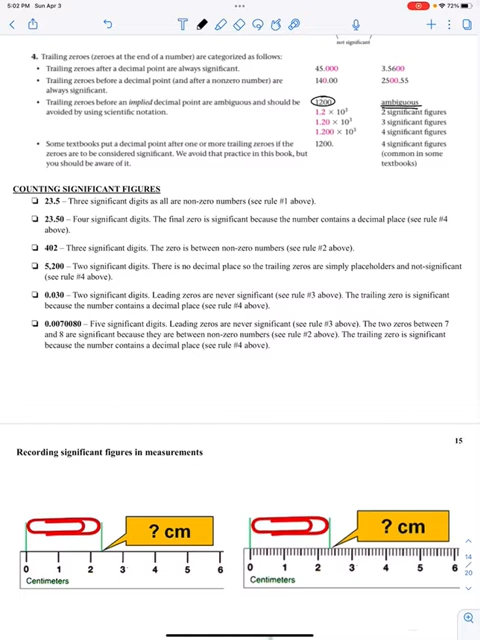 5:02 PM Sun Apr 3
72%
not significant
4. Trailing zeroes (zeroes at the end of a number) are categorized as follows:
• Trailing zeroes after a decimal point are always significant. 45.000 3.5600
• Trailing zeroes before a decimal point (and after a nonzero number) are 140.00 2500.55
always significant.
• Trailing zeroes before an implied decimal point are ambiguous and should be 1200 ambiguous
avoided by using scientific notation. 1.2 × 10³ 2 significant figures
1.20 × 10³ 3 significant figures
1.200 × 10³ 4 significant figures
• Some textbooks put a decimal point after one or more trailing zeroes if the 1200. 4 significant figures
zeroes are to be considered significant. We avoid that practice in this book, but (common in some
you should be aware of it. textbooks)
COUNTING SIGNIFICANT FIGURES
❑ 23.5 – Three significant digits as all are non-zero numbers (see rule #1 above).
❑ 23.50 – Four significant digits. The final zero is significant because the number contains a decimal place (see rule #4
above).
❑ 402 – Three significant digits. The zero is between non-zero numbers (see rule #2 above).
❑ 5,200 – Two significant digits. There is no decimal place so the trailing zeros are simply placeholders and not-significant
(see rule #4 above).
❑ 0.030 – Two significant digits. Leading zeros are never significant (see rule #3 above). The trailing zero is significant
because the number contains a decimal place (see rule #4 above).
❑ 0.0070080 – Five significant digits. Leading zeros are never significant (see rule #3 above). The two zeros between 7
and 8 are significant because they are between non-zero numbers (see rule #2 above). The trailing zero is significant
because the number contains a decimal place (see rule #4 above).
15
Recording significant figures in measurements
? cm
0 1 2 3 4 5 6
Centimeters
? cm
0 1 2 3 4 5 6
Centimeters
14
/
20